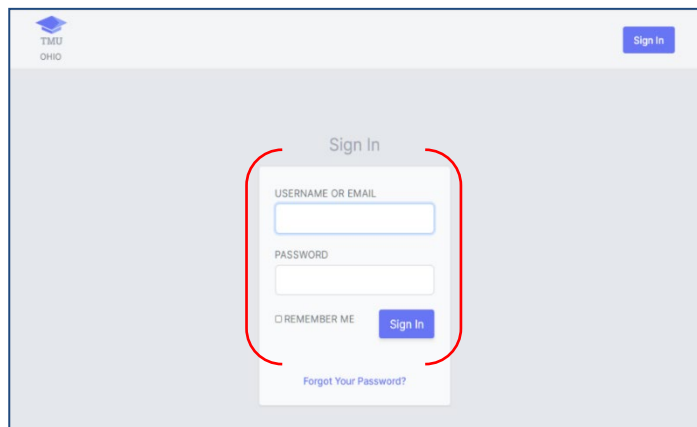 TMU
OHIO
Sign In
Sign In
USERNAME OR EMAIL
PASSWORD
REMEMBER ME
Sign In
Forgot Your Password?